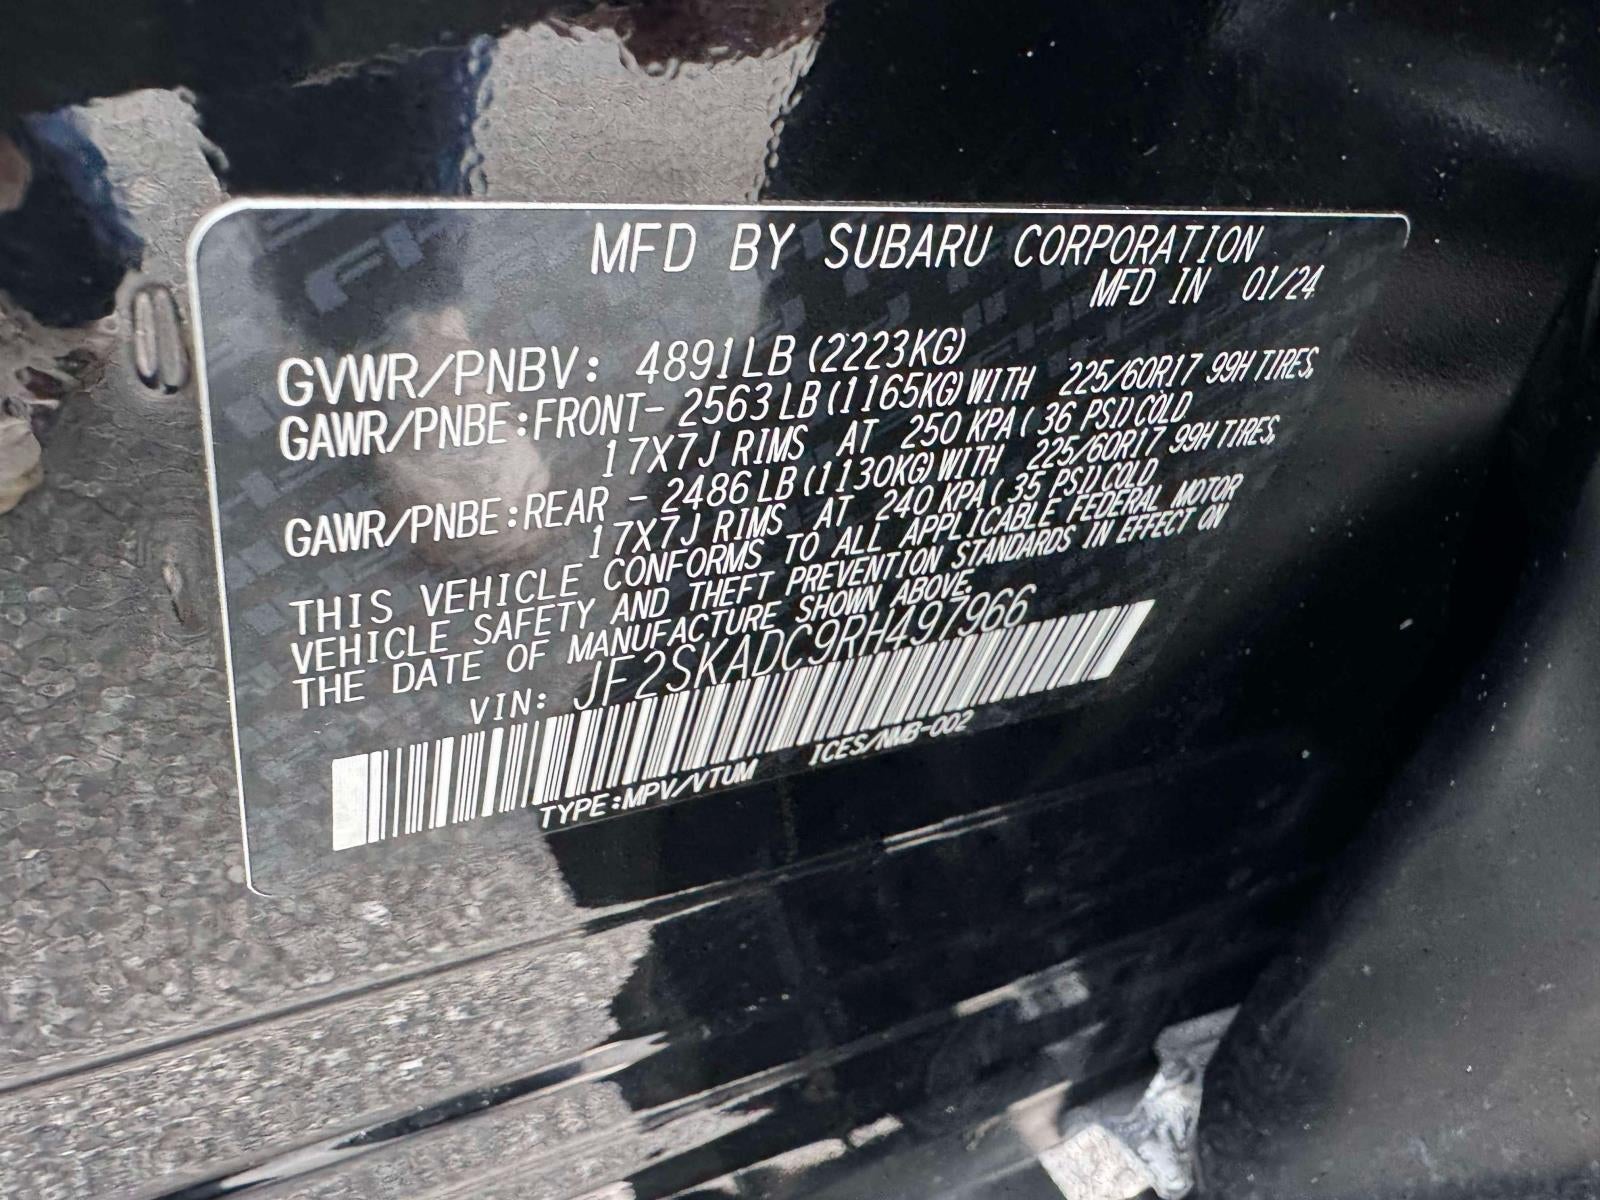 MFD BY SUBARU CORPORATION
MFD IN 01/24
GVWR/PNBV: 4891LB (2223KG)
GAWR/PNBE:FRONT- 2563LB (1165KG) WITH 225/60R17 99H TIRES,
17X7J RIMS AT 250 KPA ( 36 PSI) COLD
GAWR/PNBE:REAR - 2486LB (1130KG) WITH 225/60R17 99H TIRES,
17X7J RIMS AT 240 KPA ( 35 PSI) COLD
THIS VEHICLE CONFORMS TO ALL APPLICABLE FEDERAL MOTOR
VEHICLE SAFETY AND THEFT PREVENTION STANDARDS IN EFFECT ON
THE DATE OF MANUFACTURE SHOWN ABOVE.
VIN: JF2SKADC9RH497966
TYPE:MPV/VTUM ICES/NMB-002